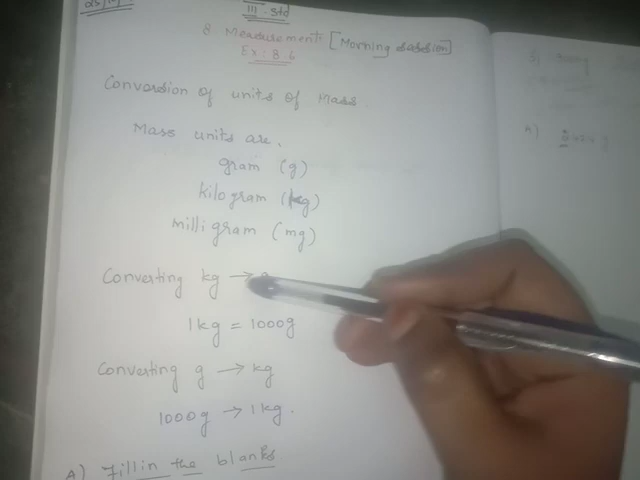 III . Std
8. Measurements [Morning session]
Ex: 8.6
Conversion of units of Mass.
Mass units are,
gram (g)
kilogram (kg)
milligram (mg)
Converting kg →
1kg = 1000g
Converting g → kg
1000g → 1kg.
A) Fill in the blanks
A)